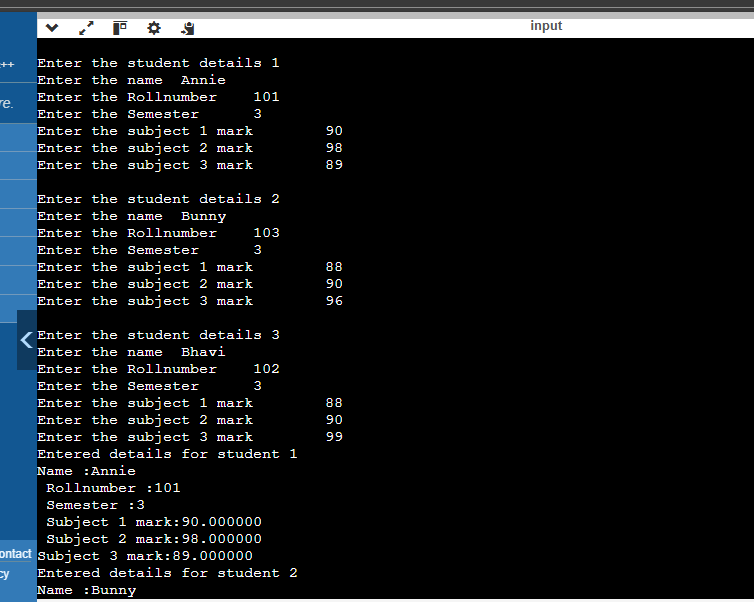 input
++
re.
Enter the student details 1
Enter the name  Annie
Enter the Rollnumber    101
Enter the Semester      3
Enter the subject 1 mark        90
Enter the subject 2 mark        98
Enter the subject 3 mark        89
Enter the student details 2
Enter the name  Bunny
Enter the Rollnumber    103
Enter the Semester      3
Enter the subject 1 mark        88
Enter the subject 2 mark        90
Enter the subject 3 mark        96
Enter the student details 3
Enter the name  Bhavi
Enter the Rollnumber    102
Enter the Semester      3
Enter the subject 1 mark        88
Enter the subject 2 mark        90
Enter the subject 3 mark        99
Entered details for student 1
Name :Annie
 Rollnumber :101
 Semester :3
 Subject 1 mark:90.000000
 Subject 2 mark:98.000000
Subject 3 mark:89.000000
Entered details for student 2
Name :Bunny
ontact
cy